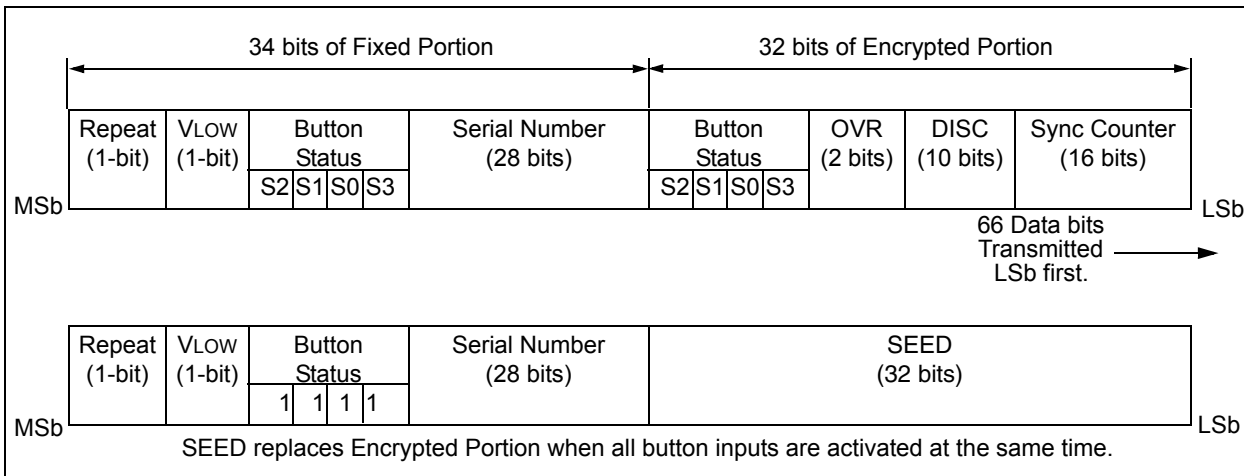 34 bits of Fixed Portion
32 bits of Encrypted Portion
Repeat
(1-bit)
VLOW
(1-bit)
Button
Status
S2 S1 S0 S3
Serial Number
(28 bits)
Button
Status
S2 S1 S0 S3
OVR
(2 bits)
DISC
(10 bits)
Sync Counter
(16 bits)
MSb
LSb
66 Data bits
Transmitted
LSb first.
Repeat
(1-bit)
VLOW
(1-bit)
Button
Status
1 1 1 1
Serial Number
(28 bits)
SEED
(32 bits)
MSb
LSb
SEED replaces Encrypted Portion when all button inputs are activated at the same time.